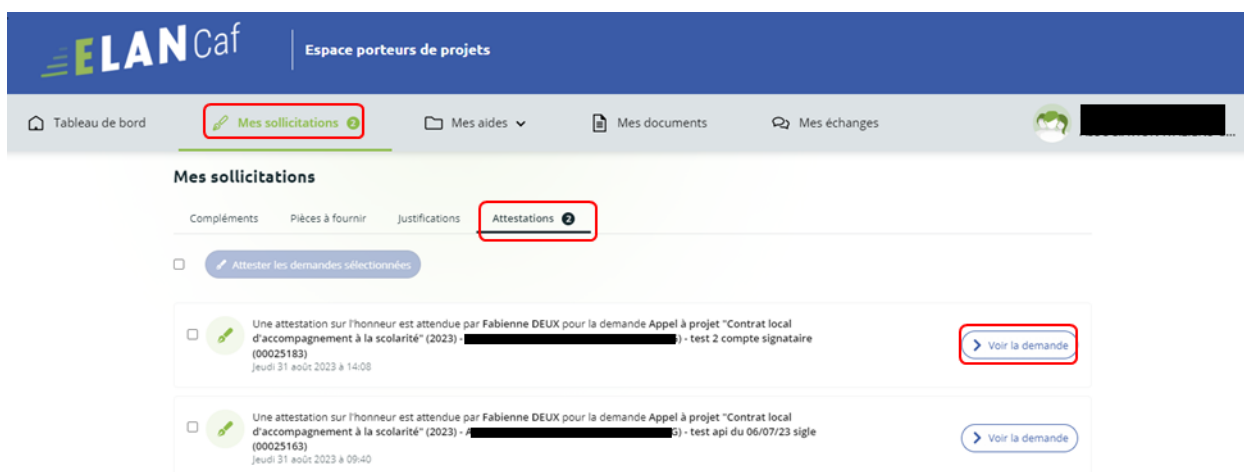 ELAN Caf
Espace porteurs de projets
Tableau de bord
Mes sollicitations 2
Mes aides
Mes documents
Mes échanges
Mes sollicitations
Compléments
Pièces à fournir
Justifications
Attestations 2
Attester les demandes sélectionnées
Une attestation sur l'honneur est attendue par Fabienne DEUX pour la demande Appel à projet "Contrat local
d'accompagnement à la scolarité" (2023) - ) - test 2 compte signataire
(00025183)
Jeudi 31 août 2023 à 14:08
Voir la demande
Une attestation sur l'honneur est attendue par Fabienne DEUX pour la demande Appel à projet "Contrat local
d'accompagnement à la scolarité" (2023) - ) - test api du 06/07/23 sigle
(00025163)
Jeudi 31 août 2023 à 09:40
Voir la demande